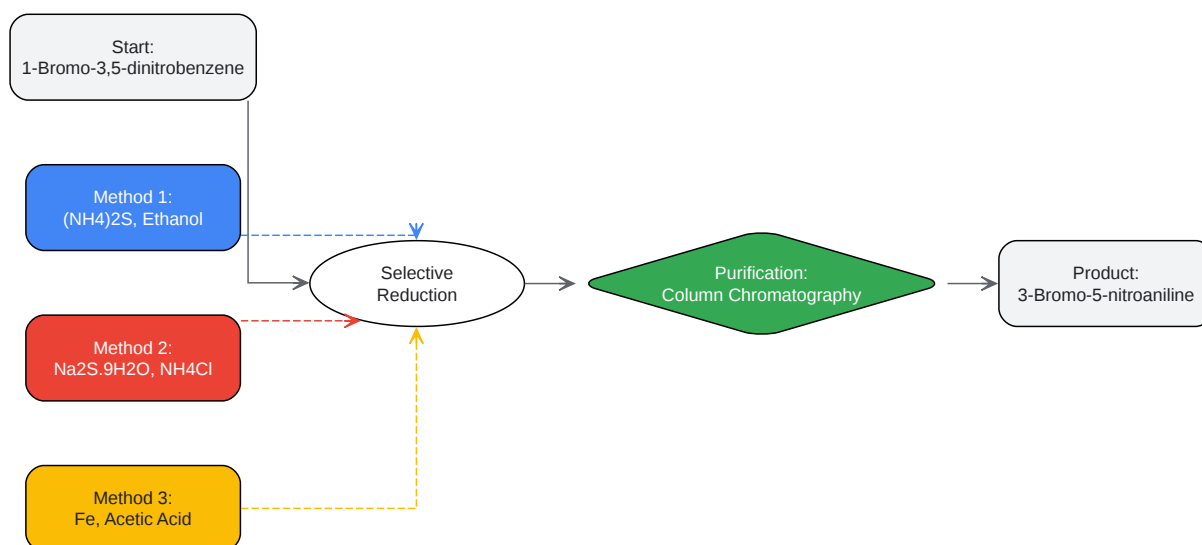 Start:
1-Bromo-3,5-dinitrobenzene
Method 1:
(NH4)2S, Ethanol
Selective
Reduction
Purification:
Column Chromatography
Product:
3-Bromo-5-nitroaniline
Method 2:
Na2S.9H2O, NH4Cl
Method 3:
Fe, Acetic Acid